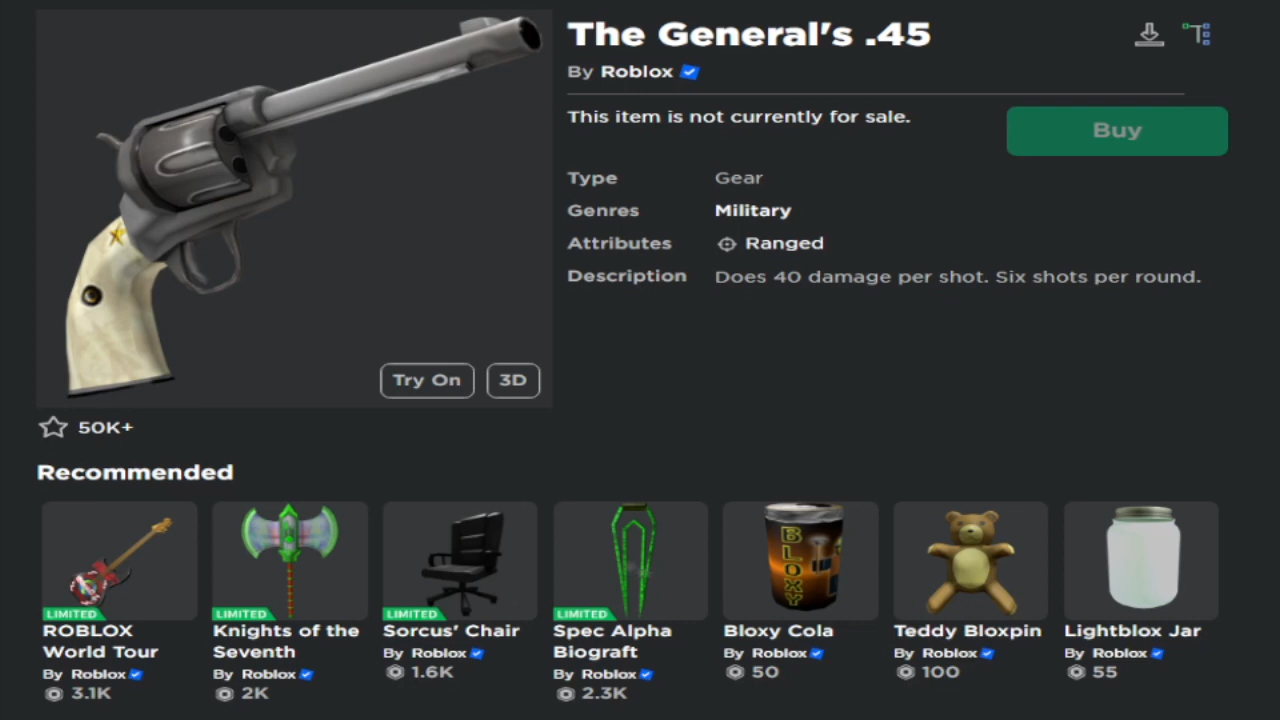 The General's .45
By Roblox
This item is not currently for sale.
Buy
Type Gear
Genres Military
Attributes Ranged
Description Does 40 damage per shot. Six shots per round.
Try On 3D
50K+
Recommended
LIMITED
ROBLOX World Tour
By Roblox
3.1K
LIMITED
Knights of the Seventh
By Roblox
2K
LIMITED
Sorcus' Chair
By Roblox
1.6K
LIMITED
Spec Alpha Biograft
By Roblox
2.3K
BLOXY
Bloxy Cola
By Roblox
50
Teddy Bloxpin
By Roblox
100
Lightblox Jar
By Roblox
55